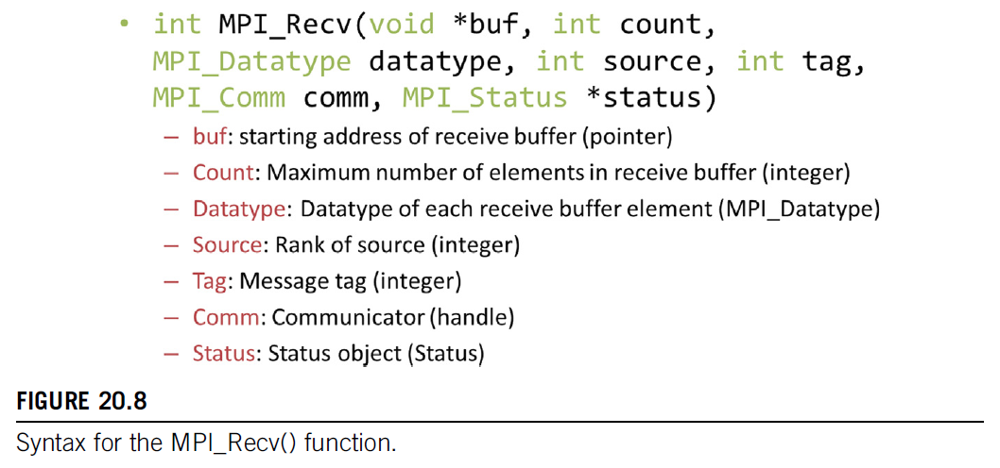 • int MPI_Recv(void *buf, int count,
MPI_Datatype datatype, int source, int tag,
MPI_Comm comm, MPI_Status *status)
– buf: starting address of receive buffer (pointer)
– Count: Maximum number of elements in receive buffer (integer)
– Datatype: Datatype of each receive buffer element (MPI_Datatype)
– Source: Rank of source (integer)
– Tag: Message tag (integer)
– Comm: Communicator (handle)
– Status: Status object (Status)
FIGURE 20.8
Syntax for the MPI_Recv() function.